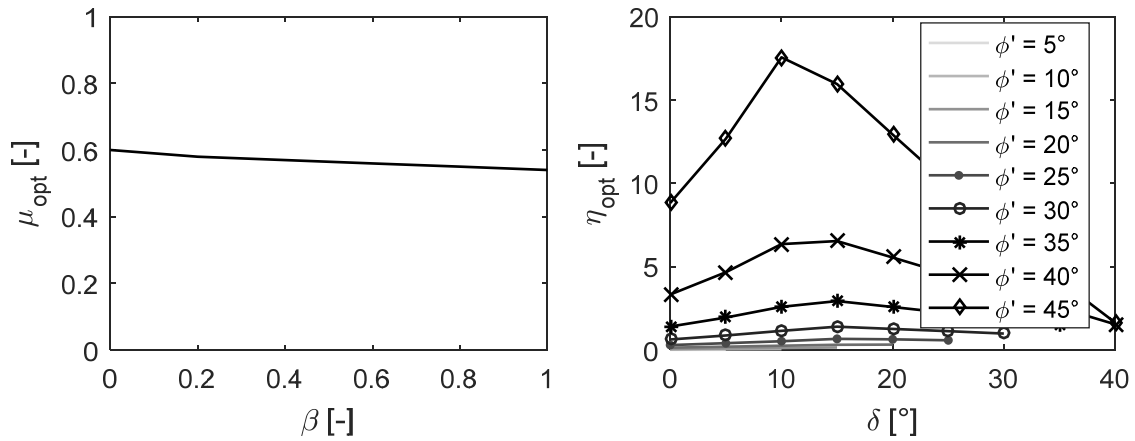 1
0.8
0.6
0.4
0.2
0
μopt [-]
0 0.2 0.4 0.6 0.8 1
β [-]
20
15
10
5
0
ηopt [-]
0 10 20 30 40
δ [°]
ϕ' = 5°
ϕ' = 10°
ϕ' = 15°
ϕ' = 20°
ϕ' = 25°
ϕ' = 30°
ϕ' = 35°
ϕ' = 40°
ϕ' = 45°